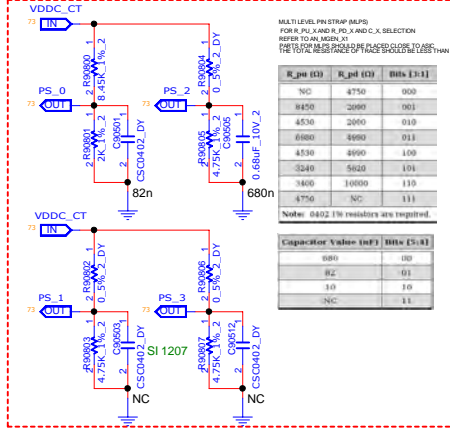 VDDC_CT
IN
R90800
8.45K_1%_2
R90804
0_5%_2_DY
PS_0
PS_2
73 OUT
73 OUT
R90801
2K_1%_2
C90501
CSC0402_DY
R90805
4.75K_1%_2
C90505
0.68uF_10V_2
82n
680n
VDDC_CT
73 IN
R90802
0_5%_2_DY
R90806
0_5%_2_DY
PS_1
PS_3
73 OUT
73 OUT
R90803
4.75K_1%_2
C90503
CSC0402_DY
SI 1207
R90807
4.75K_1%_2
C90512
CSC0402_DY
NC
NC
MULTI LEVEL PIN STRAP (MLPS)
FOR R_PU_X AND R_PD_X AND C_X, SELECTION
REFER TO AN_MGEN_X1
PARTS FOR MLPS SHOULD BE PLACED CLOSE TO ASIC
THE TOTAL RESISTANCE OF TRACE SHOULD BE LESS THAN
R_pu (Ω) R_pd (Ω) Bits [3:1]
NC 4750 000
8450 2000 001
4530 2000 010
6980 4990 011
4530 4990 100
3240 5620 101
3400 10000 110
4750 NC 111
Note: 0402 1% resistors are required.
Capacitor Value (nF) Bits [5:4]
680 00
82 01
10 10
NC 11